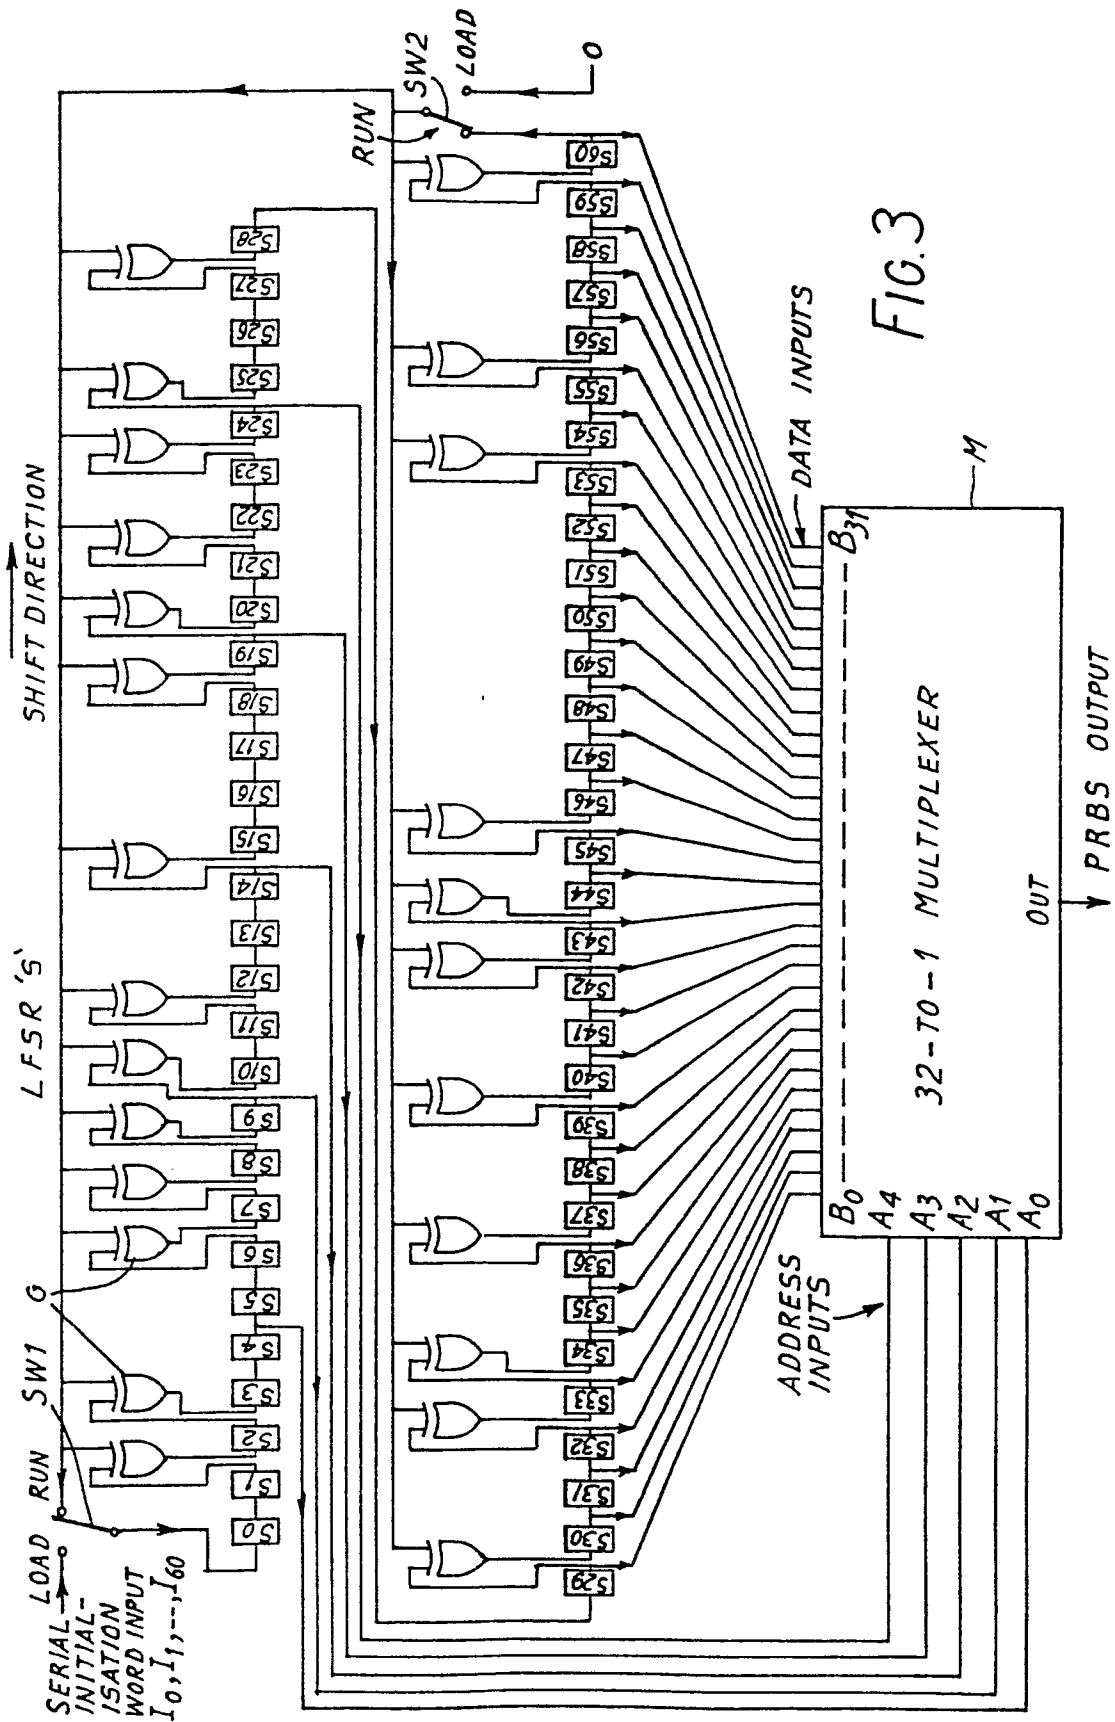 SHIFT DIRECTION
LFSR 'S'
SERIAL INITIAL-
ISATION
WORD INPUT
I0, I1, --, I60
LOAD
RUN
SW1
G
S0
S1
S2
S3
S4
S5
S6
S7
S8
S9
S10
S11
S12
S13
S14
S15
S16
S17
S18
S19
S20
S21
S22
S23
S24
S25
S26
S27
S28
RUN
SW2
LOAD
0
S29
S30
S31
S32
S33
S34
S35
S36
S37
S38
S39
S40
S41
S42
S43
S44
S45
S46
S47
S48
S49
S50
S51
S52
S53
S54
S55
S56
S57
S58
S59
S60
ADDRESS
INPUTS
DATA INPUTS
B0
B31
A4
A3
A2
A1
A0
32-TO-1 MULTIPLEXER
M
OUT
PRBS OUTPUT
FIG.3